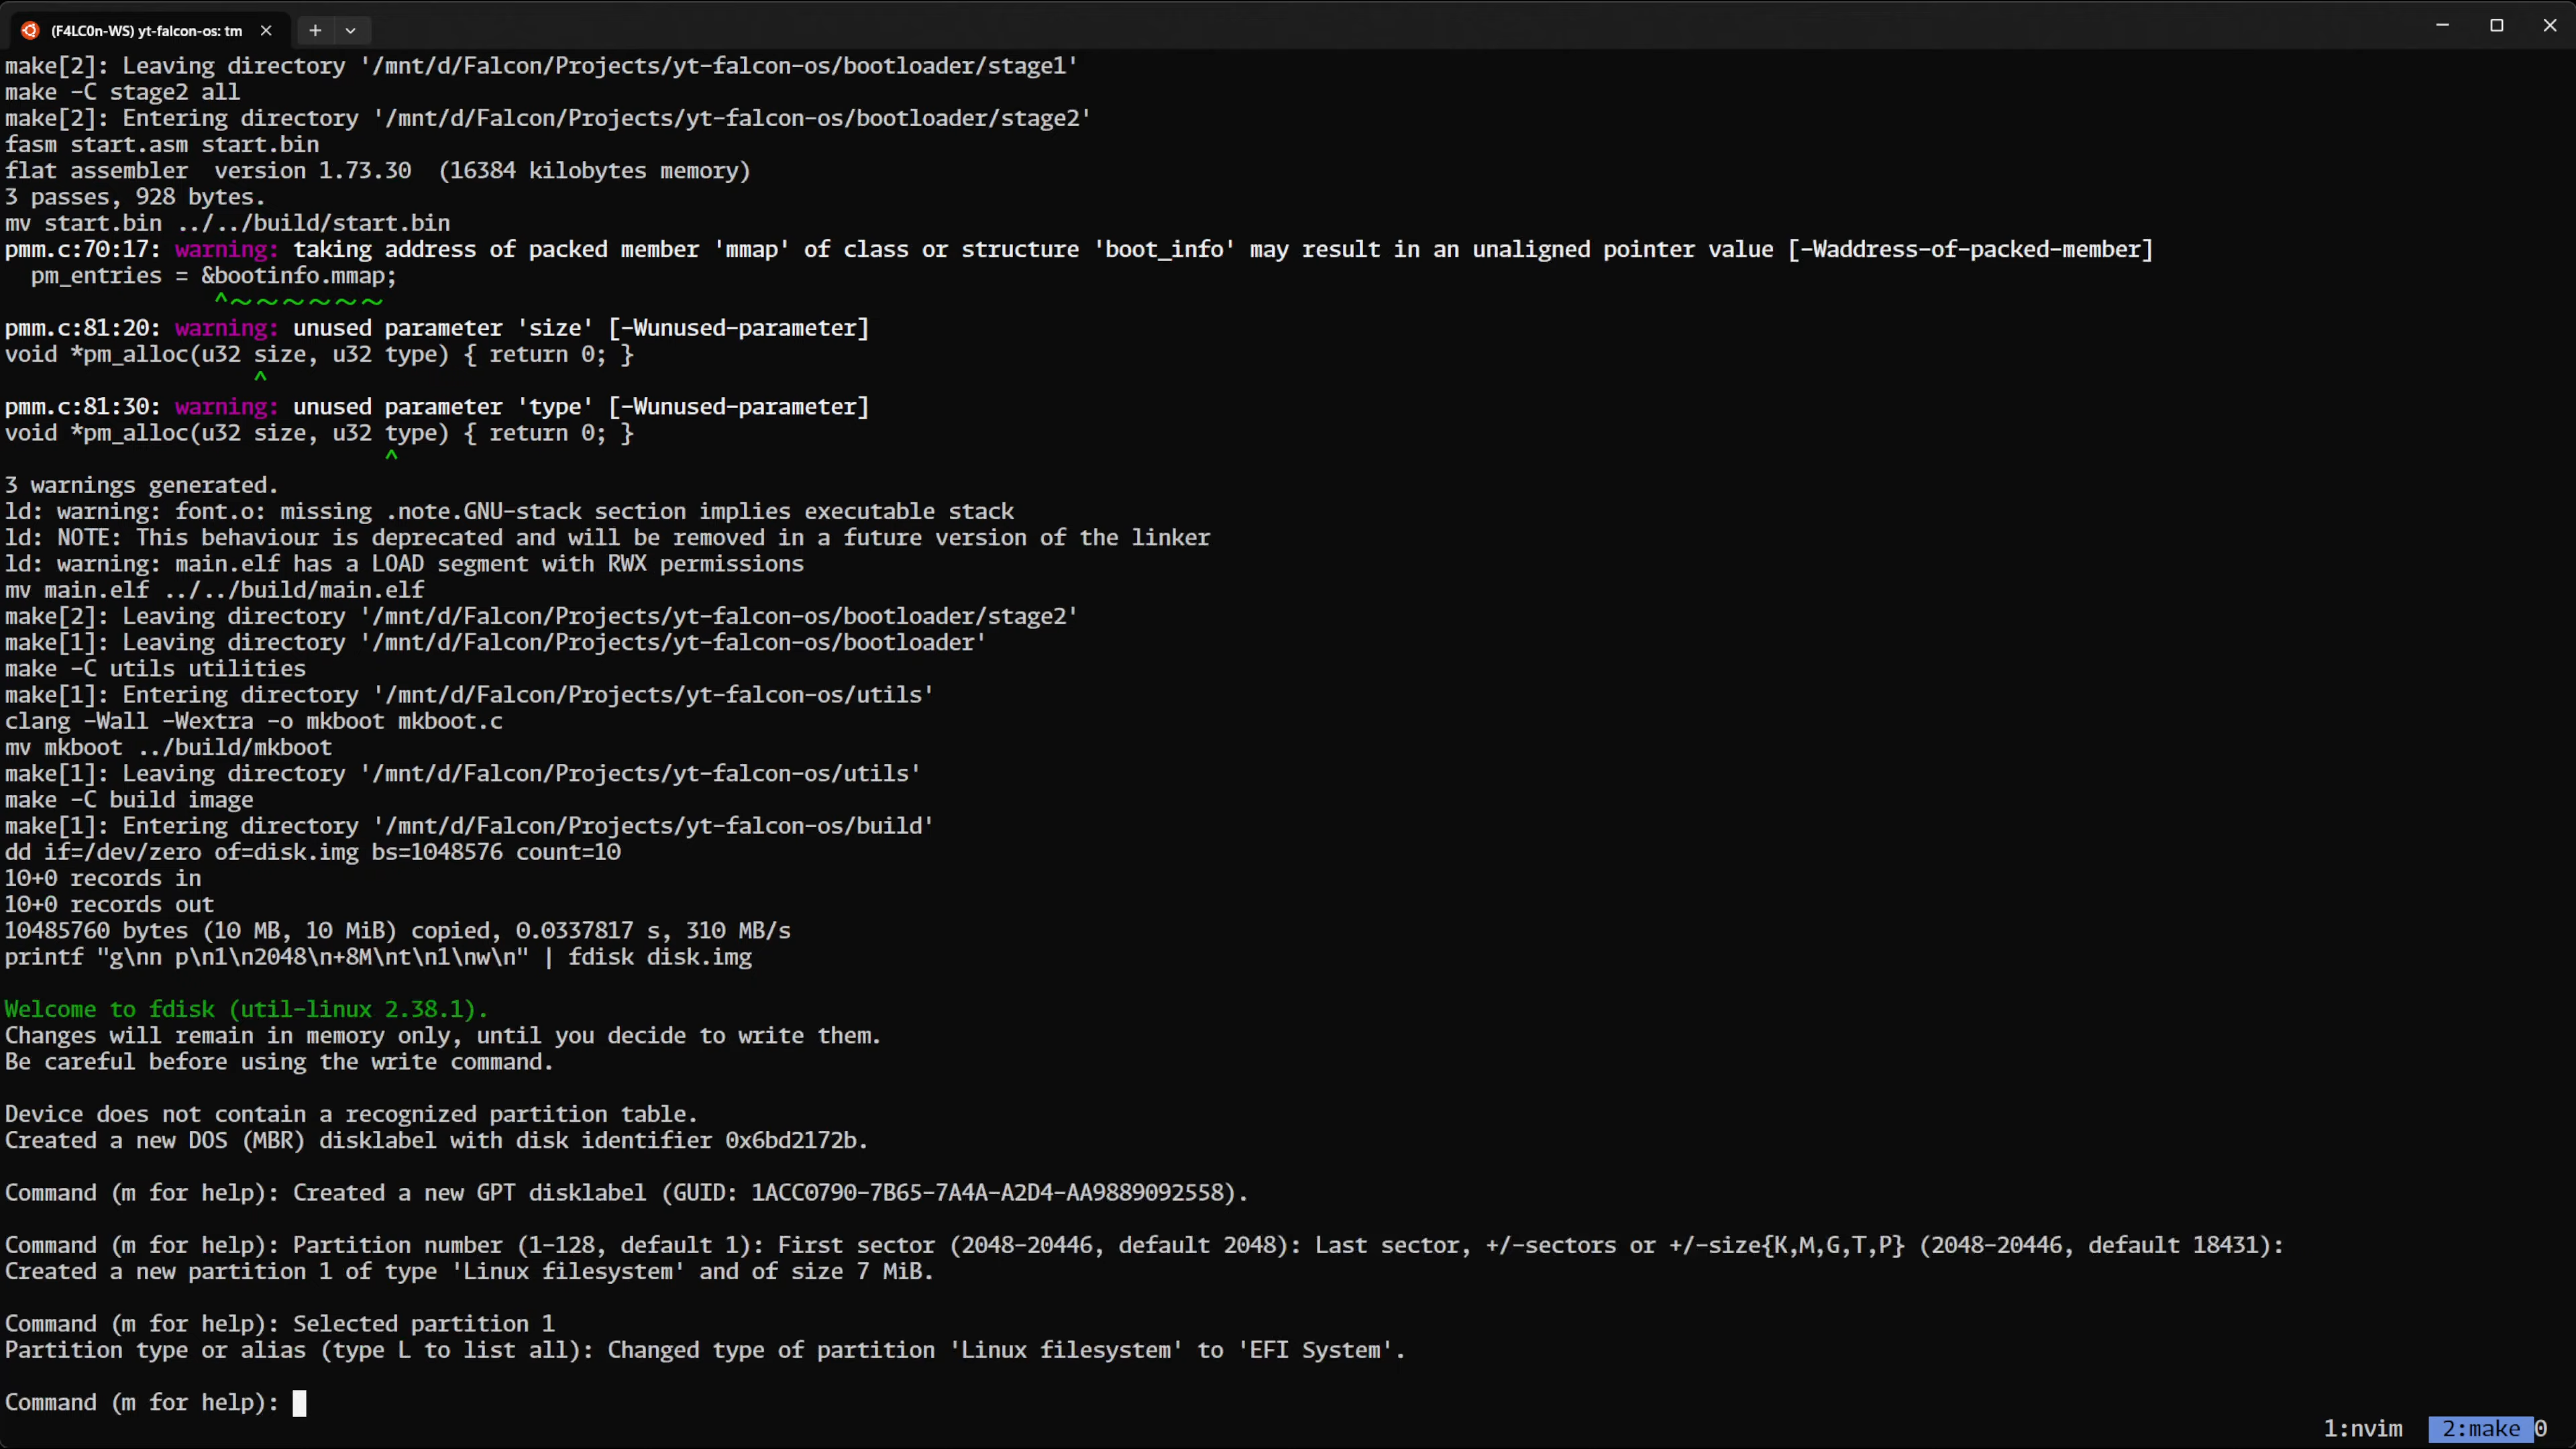 (F4LC0n-WS) yt-falcon-os: tm
make[2]: Leaving directory '/mnt/d/Falcon/Projects/yt-falcon-os/bootloader/stage1'
make -C stage2 all
make[2]: Entering directory '/mnt/d/Falcon/Projects/yt-falcon-os/bootloader/stage2'
fasm start.asm start.bin
flat assembler  version 1.73.30  (16384 kilobytes memory)
3 passes, 928 bytes.
mv start.bin ../../build/start.bin
pmm.c:70:17: warning: taking address of packed member 'mmap' of class or structure 'boot_info' may result in an unaligned pointer value [-Waddress-of-packed-member]
  pm_entries = &bootinfo.mmap;
                ^~~~~~~
pmm.c:81:20: warning: unused parameter 'size' [-Wunused-parameter]
void *pm_alloc(u32 size, u32 type) { return 0; }
                   ^
pmm.c:81:30: warning: unused parameter 'type' [-Wunused-parameter]
void *pm_alloc(u32 size, u32 type) { return 0; }
                             ^
3 warnings generated.
ld: warning: font.o: missing .note.GNU-stack section implies executable stack
ld: NOTE: This behaviour is deprecated and will be removed in a future version of the linker
ld: warning: main.elf has a LOAD segment with RWX permissions
mv main.elf ../../build/main.elf
make[2]: Leaving directory '/mnt/d/Falcon/Projects/yt-falcon-os/bootloader/stage2'
make[1]: Leaving directory '/mnt/d/Falcon/Projects/yt-falcon-os/bootloader'
make -C utils utilities
make[1]: Entering directory '/mnt/d/Falcon/Projects/yt-falcon-os/utils'
clang -Wall -Wextra -o mkboot mkboot.c
mv mkboot ../build/mkboot
make[1]: Leaving directory '/mnt/d/Falcon/Projects/yt-falcon-os/utils'
make -C build image
make[1]: Entering directory '/mnt/d/Falcon/Projects/yt-falcon-os/build'
dd if=/dev/zero of=disk.img bs=1048576 count=10
10+0 records in
10+0 records out
10485760 bytes (10 MB, 10 MiB) copied, 0.0337817 s, 310 MB/s
printf "g\nn p\n1\n2048\n+8M\nt\n1\nw\n" | fdisk disk.img
Welcome to fdisk (util-linux 2.38.1).
Changes will remain in memory only, until you decide to write them.
Be careful before using the write command.
Device does not contain a recognized partition table.
Created a new DOS (MBR) disklabel with disk identifier 0x6bd2172b.
Command (m for help): Created a new GPT disklabel (GUID: 1ACC0790-7B65-7A4A-A2D4-AA9889092558).
Command (m for help): Partition number (1-128, default 1): First sector (2048-20446, default 2048): Last sector, +/-sectors or +/-size{K,M,G,T,P} (2048-20446, default 18431):
Created a new partition 1 of type 'Linux filesystem' and of size 7 MiB.
Command (m for help): Selected partition 1
Partition type or alias (type L to list all): Changed type of partition 'Linux filesystem' to 'EFI System'.
Command (m for help):
1:nvim  2:make 0